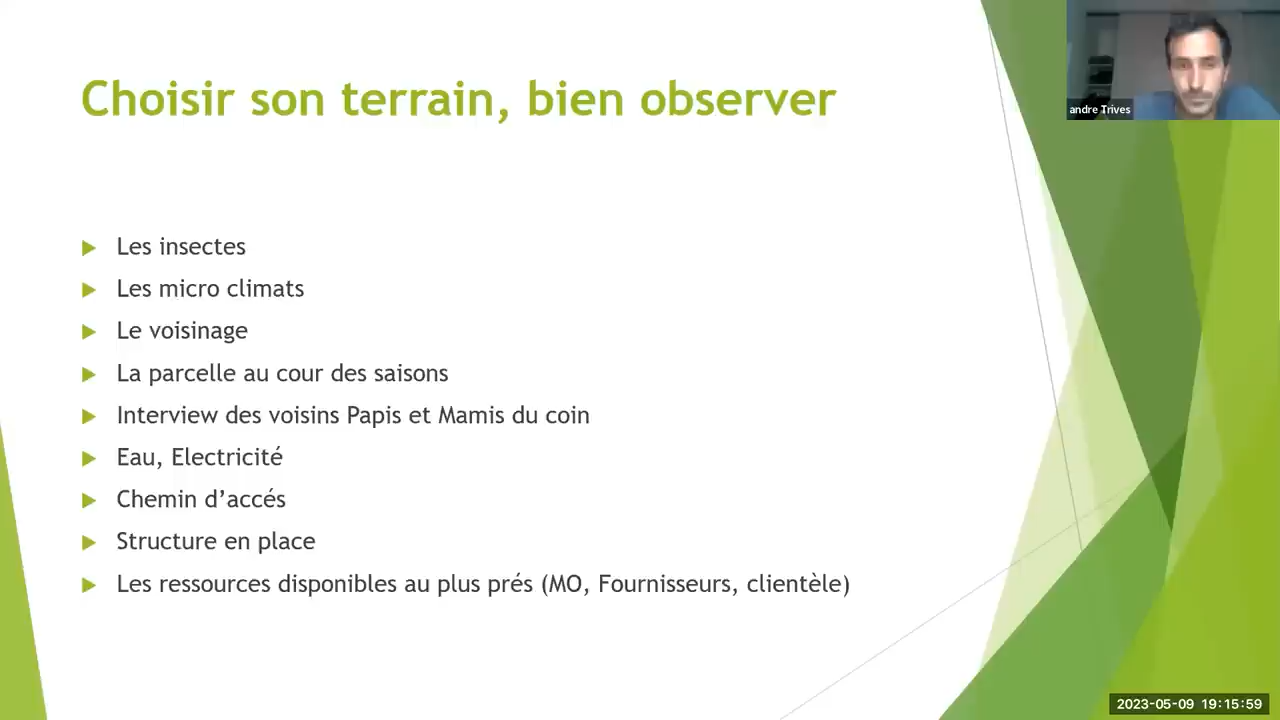 Choisir son terrain, bien observer
andre Trives
Les insectes
Les micro climats
Le voisinage
La parcelle au cour des saisons
Interview des voisins Papis et Mamis du coin
Eau, Electricité
Chemin d’accés
Structure en place
Les ressources disponibles au plus prés (MO, Fournisseurs, clientèle)
2023-05-09 19:15:59